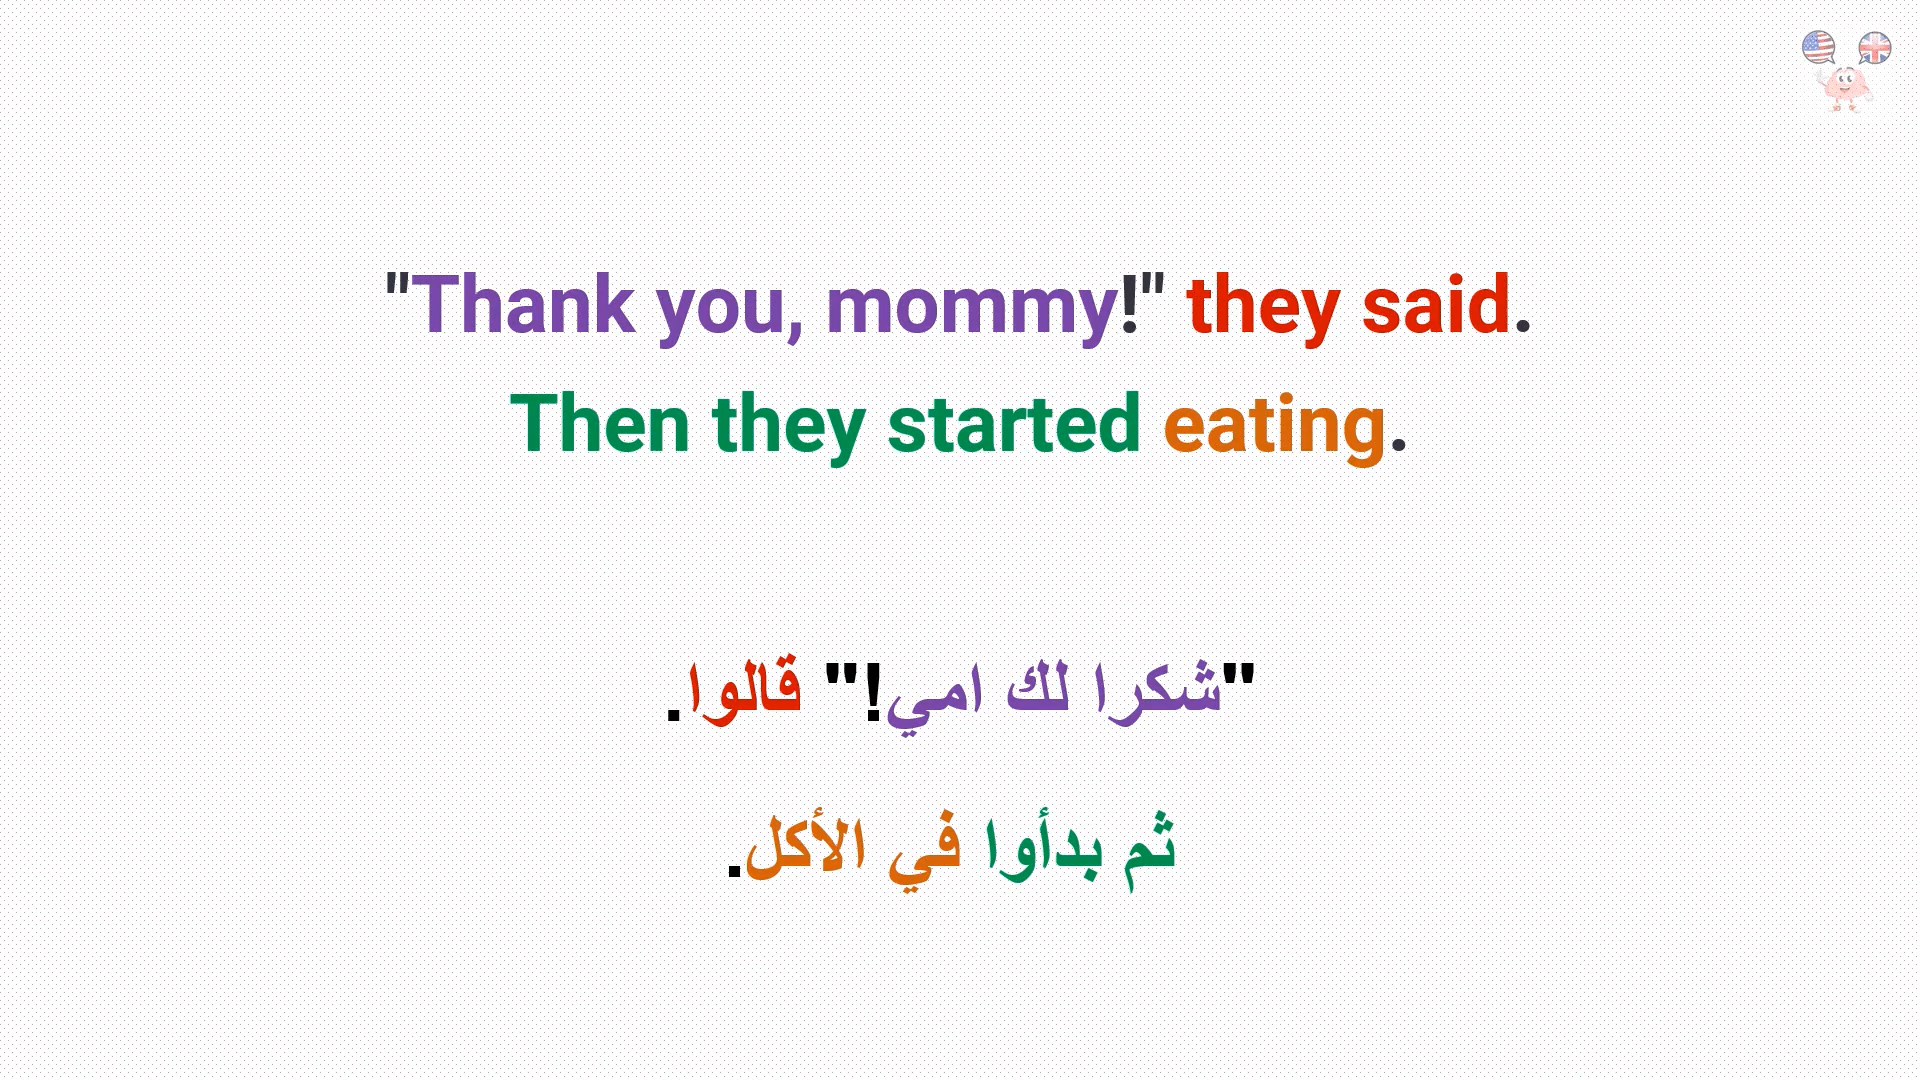 "Thank you, mommy!" they said.
Then they started eating.
"شكرا لك امي!" قالوا.
ثم بدأوا في الأكل.